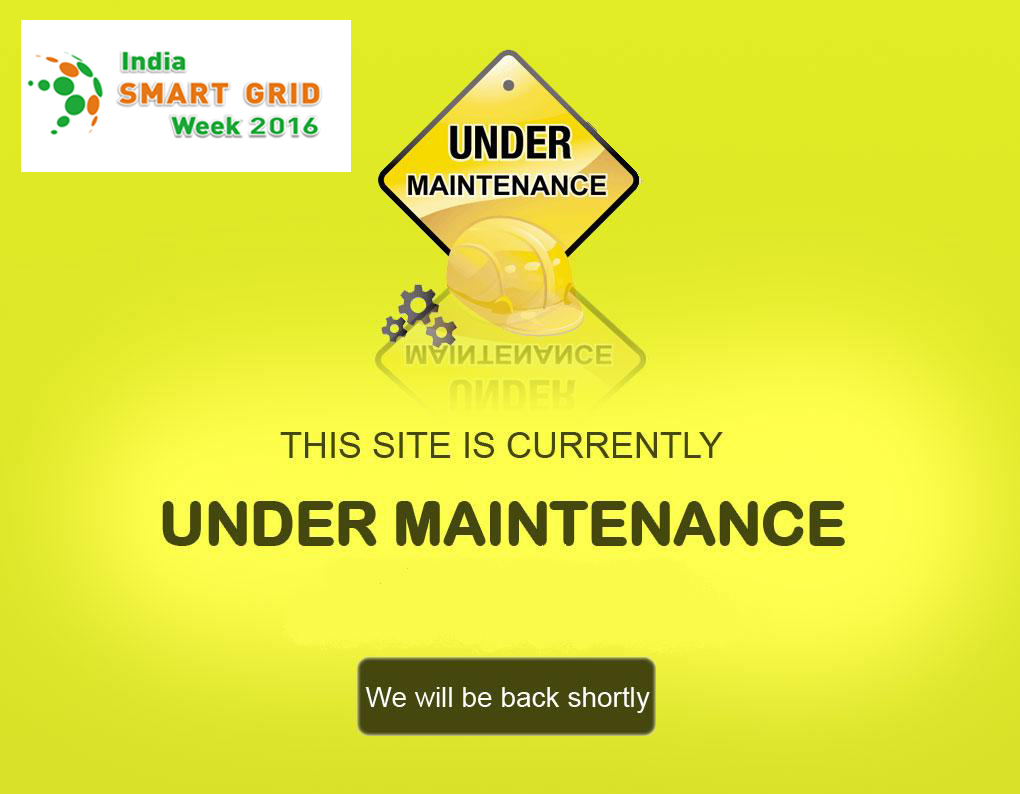 India
SMART GRID
Week 2016
UNDER
MAINTENANCE
MAINTENANCE
UNDER
THIS SITE IS CURRENTLY
UNDER MAINTENANCE
We will be back shortly